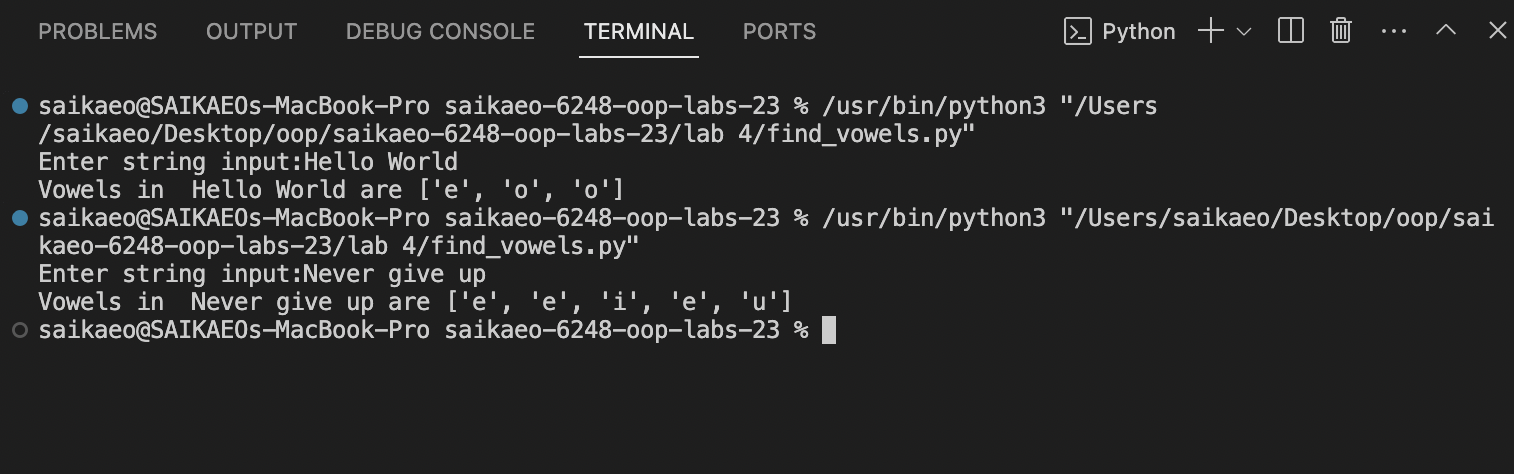 PROBLEMS OUTPUT DEBUG CONSOLE TERMINAL PORTS Python
saikaeo@SAIKAEOs-MacBook-Pro saikaeo-6248-oop-labs-23 % /usr/bin/python3 "/Users
/saikaeo/Desktop/oop/saikaeo-6248-oop-labs-23/lab 4/find_vowels.py"
Enter string input:Hello World
Vowels in  Hello World are ['e', 'o', 'o']
saikaeo@SAIKAEOs-MacBook-Pro saikaeo-6248-oop-labs-23 % /usr/bin/python3 "/Users/saikaeo/Desktop/oop/sai
kaeo-6248-oop-labs-23/lab 4/find_vowels.py"
Enter string input:Never give up
Vowels in  Never give up are ['e', 'e', 'i', 'e', 'u']
saikaeo@SAIKAEOs-MacBook-Pro saikaeo-6248-oop-labs-23 %